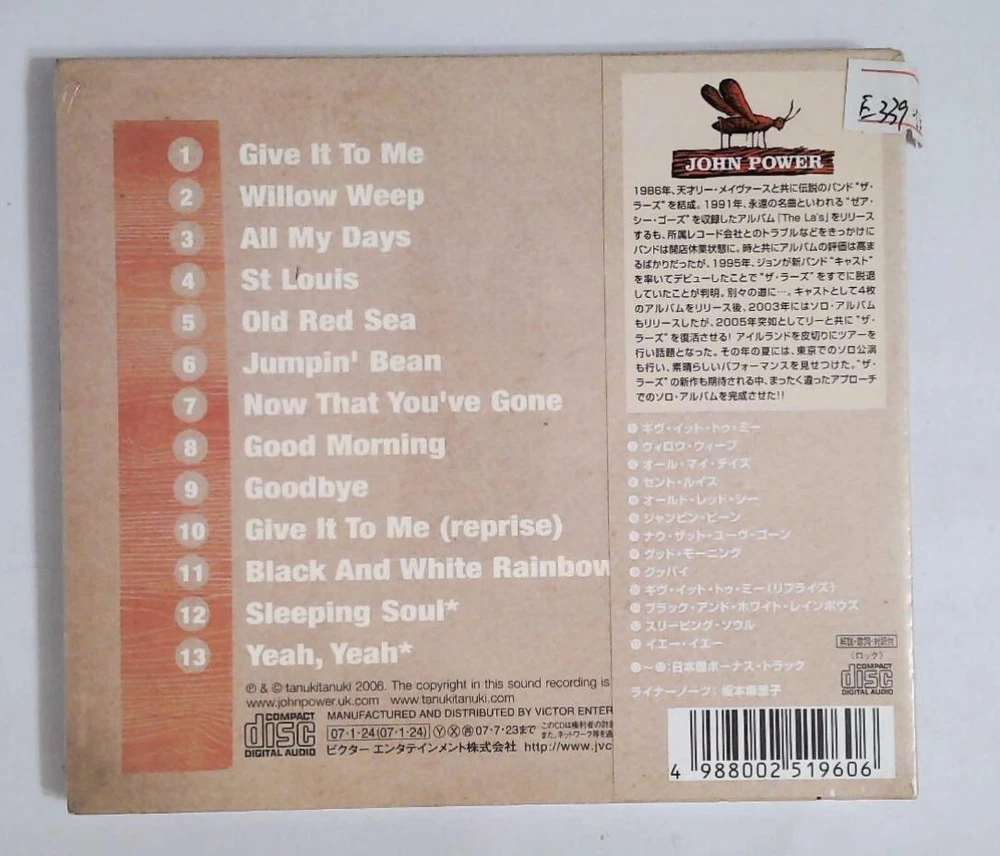 1 Give It To Me
2 Willow Weep
3 All My Days
4 St Louis
5 Old Red Sea
6 Jumpin' Bean
7 Now That You've Gone
8 Good Morning
9 Goodbye
10 Give It To Me (reprise)
11 Black And White Rainbow
12 Sleeping Soul*
13 Yeah, Yeah*
℗ & © tanukitanuki 2006. The copyright in this sound recording is
www.johnpower.uk.com www.tanukitanuki.com
COMPACT disc DIGITAL AUDIO
MANUFACTURED AND DISTRIBUTED BY VICTOR ENTER
07・1・24(07・1・24) Ⓨ Ⓧ 07・7・23まで
このCDは権利者の許
また、ネットワーク等を通
ビクター エンタテインメント株式会社 http://www.jvc
E 339
JOHN POWER
1986年、天才リー・メイヴァースと共に伝説のバンド“ザ・
ラーズ”を結成。1991年、永遠の名曲といわれる“ゼア・
シー・ゴーズ”を収録したアルバム「The La's」をリリース
するも、所属レコード会社とのトラブルなどをきっかけに
バンドは開店休業状態に。時と共にアルバムの評価は高ま
るばかりだったが、1995年、ジョンが新バンド“キャスト”
を率いてデビューしたことで“ザ・ラーズ”をすでに脱退
していたことが判明。別々の道に…。キャストとして4枚
のアルバムをリリース後、2003年にはソロ・アルバム
もリリースしたが、2005年突如としてリーと共に“ザ・
ラーズ”を復活させる! アイルランドを皮切りにツアーを
行い話題となった。その年の夏には、東京でのソロ公演
も行い、素晴らしいパフォーマンスを見せつけた。“ザ・
ラーズ”の新作も期待される中、まったく違ったアプローチ
でのソロ・アルバムを完成させた!!
ギヴ・イット・トゥ・ミー
ウィロウ・ウィープ
オール・マイ・デイズ
セント・ルイス
オールド・レッド・シー
ジャンピン・ビーン
ナウ・ザット・ユーヴ・ゴーン
グッド・モーニング
グッバイ
ギヴ・イット・トゥ・ミー(リプライズ)
ブラック・アンド・ホワイト・レインボウズ
スリーピング・ソウル
イエー・イエー
〜 :日本盤ボーナス・トラック
ライナーノーツ:
解説・歌詞・対訳付
(ロック)
COMPACT disc DIGITAL AUDIO
4 988002 519606